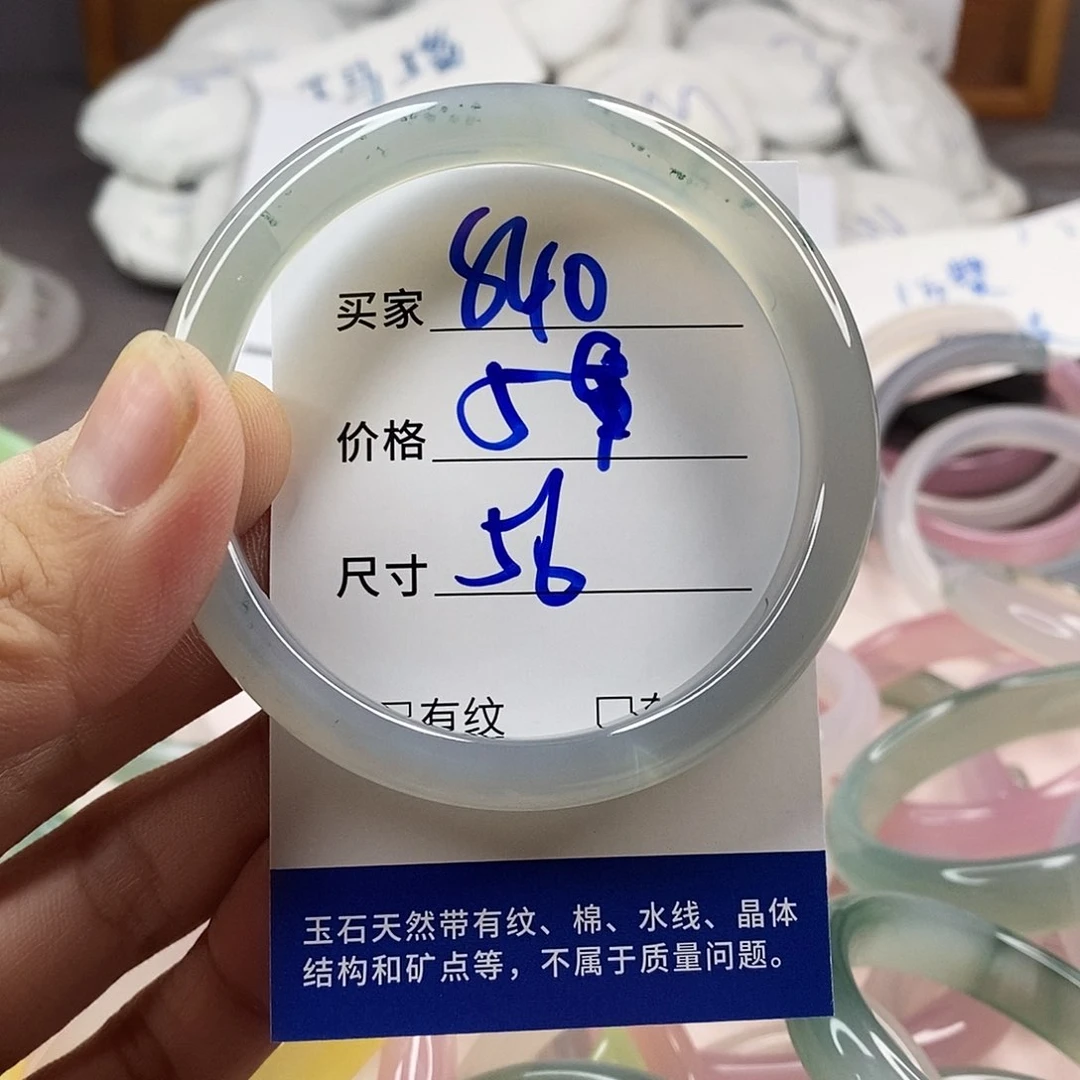 买家 840
价格 5
尺寸 56
有纹
玉石天然带有纹、棉、水线、晶体
结构和矿点等，不属于质量问题。